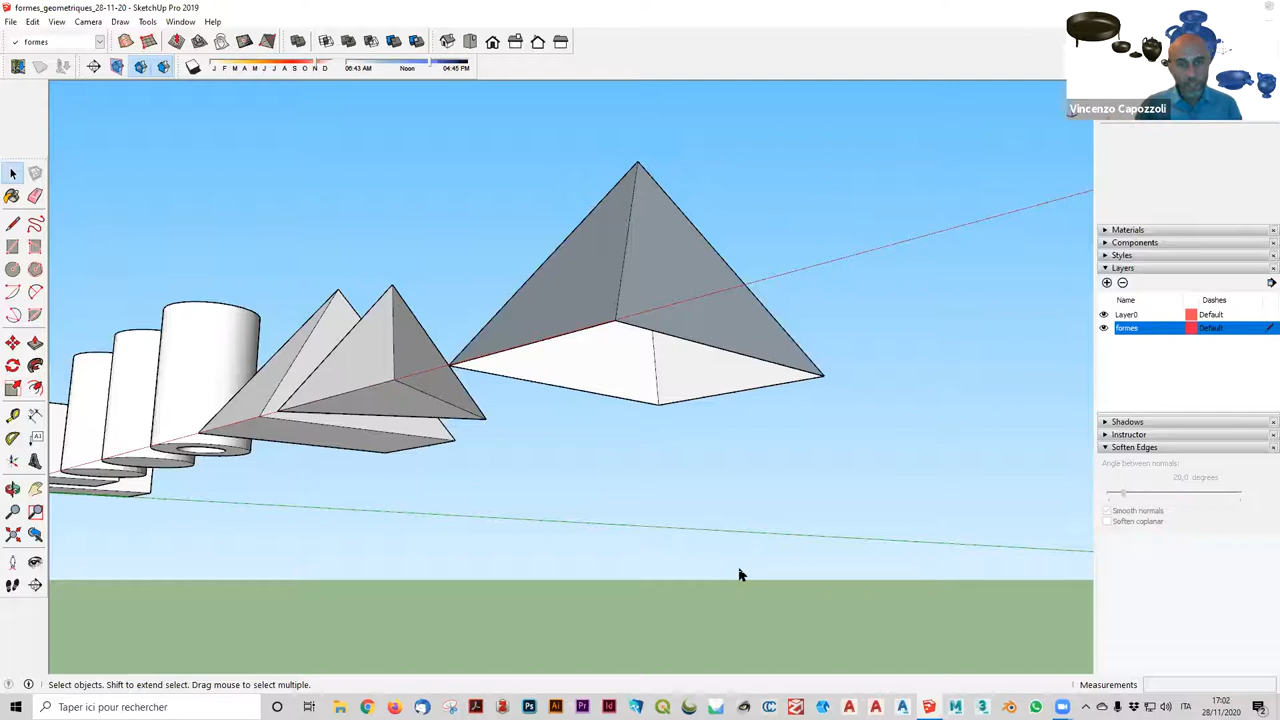 formes_geometriques_28-11-20 - SketchUp Pro 2019
File Edit View Camera Draw Tools Window Help
formes
J F M A M J J A S O N D
06:43 AM Noon 04:45 PM
Vincenzo Capozzoli
Materials
Components
Styles
Layers
Name Dashes
Layer0 Default
formes Default
Shadows
Instructor
Soften Edges
Angle between normals:
20,0 degrees
Smooth normals
Soften coplanar
Select objects. Shift to extend select. Drag mouse to select multiple.
Measurements
Taper ici pour rechercher
ITA
17:02
28/11/2020